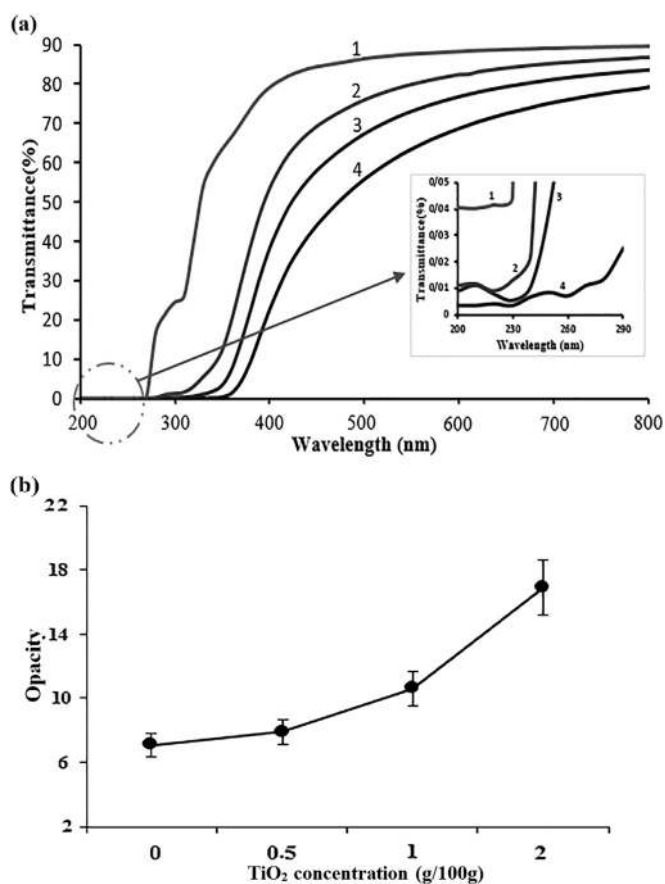 (a)
90
80
70
60
50
40
30
20
10
0
Transmittance(%)
1
2
3
4
200 300 400 500 600 700 800
Wavelength (nm)
0/05
0/04
0/03
0/02
0/01
0
Transmittance(%)
1
2
3
4
200 230 260 290
Wavelength (nm)
(b)
22
18
14
10
6
2
Opacity
0 0.5 1 2
TiO₂ concentration (g/100g)